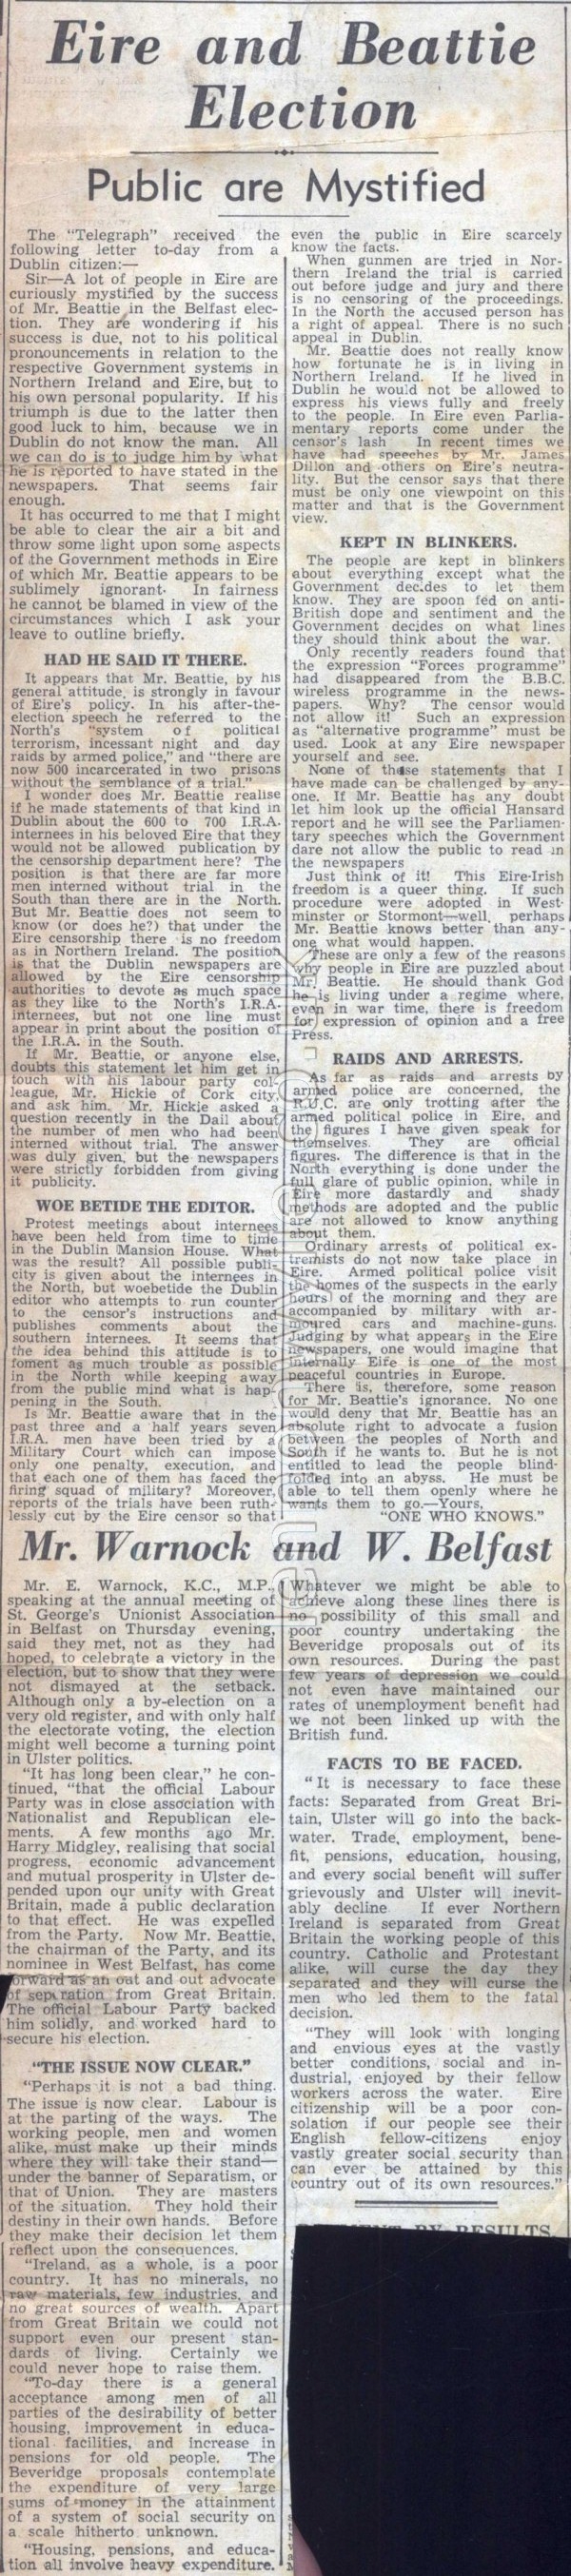 Eire and Beattie
Election
Public are Mystified
The "Telegraph" received the
following letter to-day from a
Dublin citizen:—
Sir—A lot of people in Eire are
curiously mystified by the success
of Mr. Beattie in the Belfast elec-
tion. They are wondering if his
success is due, not to his political
pronouncements in relation to the
respective Government systems in
Northern Ireland and Eire, but to
his own personal popularity. If his
triumph is due to the latter then
good luck to him, because we in
Dublin do not know the man. All
we can do is to judge him by what
he is reported to have stated in the
newspapers. That seems fair
enough.
It has occurred to me that I might
be able to clear the air a bit and
throw some light upon some aspects
of the Government methods in Eire
of which Mr. Beattie appears to be
sublimely ignorant. In fairness
he cannot be blamed in view of the
circumstances which I ask your
leave to outline briefly.
HAD HE SAID IT THERE.
It appears that Mr. Beattie, by his
general attitude, is strongly in favour
of Eire's policy. In his after-the-
election speech he referred to the
North's "system of political
terrorism, incessant night and day
raids by armed police," and "there are
now 500 incarcerated in two prisons
without the semblance of a trial."
I wonder does Mr. Beattie realise
if he made statements of that kind in
Dublin about the 600 to 700 I.R.A.
internees in his beloved Eire that they
would not be allowed publication by
the censorship department here? The
position is that there are far more
men interned without trial in the
South than there are in the North.
But Mr. Beattie does not seem to
know (or does he?) that under the
Eire censorship there is no freedom
as in Northern Ireland. The position
is that the Dublin newspapers are
allowed by the Eire censorship
authorities to devote as much space
as they like to the North's I.R.A.
internees, but not one line must
appear in print about the position of
the I.R.A. in the South.
If Mr. Beattie, or anyone else,
doubts this statement let him get in
touch with his labour party col-
league, Mr. Hickie of Cork city,
and ask him. Mr. Hickie asked a
question recently in the Dail about
the number of men who had been
interned without trial. The answer
was duly given, but the newspapers
were strictly forbidden from giving
it publicity.
WOE BETIDE THE EDITOR.
Protest meetings about internees
have been held from time to time
in the Dublin Mansion House. What
was the result? All possible publi-
city is given about the internees in
the North, but woebetide the Dublin
editor who attempts to run counter
to the censor's instructions and
publishes comments about the
southern internees. It seems that
the idea behind this attitude is to
foment as much trouble as possible
in the North while keeping away
from the public mind what is hap-
pening in the South.
Is Mr. Beattie aware that in the
past three and a half years seven
I.R.A. men have been tried by a
Military Court which can impose
only one penalty, execution, and
that each one of them has faced the
firing squad of military? Moreover,
reports of the trials have been ruth-
lessly cut by the Eire censor so that
even the public in Eire scarcely
know the facts.
When gunmen are tried in Nor-
thern Ireland the trial is carried
out before judge and jury and there
is no censoring of the proceedings.
In the North the accused person has
a right of appeal. There is no such
appeal in Dublin.
Mr. Beattie does not really know
how fortunate he is in living in
Northern Ireland. If he lived in
Dublin he would not be allowed to
express his views fully and freely
to the people. In Eire even Parlia-
mentary reports come under the
censor's lash In recent times we
have had speeches by Mr. James
Dillon and others on Eire's neutra-
lity. But the censor says that there
must be only one viewpoint on this
matter and that is the Government
view.
KEPT IN BLINKERS.
The people are kept in blinkers
about everything except what the
Government decides to let them
know. They are spoon fed on anti-
British dope and sentiment and the
Government decides on what lines
they should think about the war.
Only recently readers found that
the expression "Forces programme"
had disappeared from the B.B.C.
wireless programme in the news-
papers. Why? The censor would
not allow it! Such an expression
as "alternative programme" must be
used. Look at any Eire newspaper
yourself and see.
None of these statements that I
have made can be challenged by any-
one. If Mr. Beattie has any doubt
let him look up the official Hansard
report and he will see the Parliamen-
tary speeches which the Government
dare not allow the public to read in
the newspapers
Just think of it! This Eire-Irish
freedom is a queer thing. If such
procedure were adopted in West-
minster or Stormont—well, perhaps
Mr. Beattie knows better than any-
one what would happen.
These are only a few of the reasons
why people in Eire are puzzled about
Mr. Beattie. He should thank God
he is living under a regime where,
even in war time, there is freedom
for expression of opinion and a free
Press.
RAIDS AND ARRESTS.
As far as raids and arrests by
armed police are concerned, the
R.U.C. are only trotting after the
armed political police in Eire, and
the figures I have given speak for
themselves. They are official
figures. The difference is that in the
North everything is done under the
full glare of public opinion, while in
Eire more dastardly and shady
methods are adopted and the public
are not allowed to know anything
about them.
Ordinary arrests of political ex-
tremists do not now take place in
Eire. Armed political police visit
the homes of the suspects in the early
hours of the morning and they are
accompanied by military with ar-
moured cars and machine-guns.
Judging by what appears in the Eire
newspapers, one would imagine that
internally Eire is one of the most
peaceful countries in Europe.
There is, therefore, some reason
for Mr. Beattie's ignorance. No one
would deny that Mr. Beattie has an
absolute right to advocate a fusion
between the peoples of North and
South if he wants to. But he is not
entitled to lead the people blind-
folded into an abyss. He must be
able to tell them openly where he
wants them to go.—Yours,
"ONE WHO KNOWS."
Mr. Warnock and W. Belfast
Mr. E. Warnock, K.C., M.P.,
speaking at the annual meeting of
St. George's Unionist Association
in Belfast on Thursday evening,
said they met, not as they had
hoped, to celebrate a victory in the
election, but to show that they were
not dismayed at the setback.
Although only a by-election on a
very old register, and with only half
the electorate voting, the election
might well become a turning point
in Ulster politics.
"It has long been clear," he con-
tinued, "that the official Labour
Party was in close association with
Nationalist and Republican ele-
ments. A few months ago Mr.
Harry Midgley, realising that social
progress, economic advancement
and mutual prosperity in Ulster de-
pended upon our unity with Great
Britain, made a public declaration
to that effect. He was expelled
from the Party. Now Mr. Beattie,
the chairman of the Party, and its
nominee in West Belfast, has come
forward as an out and out advocate
of separation from Great Britain.
The official Labour Party backed
him solidly, and worked hard to
secure his election.
"THE ISSUE NOW CLEAR."
"Perhaps it is not a bad thing.
The issue is now clear. Labour is
at the parting of the ways. The
working people, men and women
alike, must make up their minds
where they will take their stand—
under the banner of Separatism, or
that of Union. They are masters
of the situation. They hold their
destiny in their own hands. Before
they make their decision let them
reflect upon the consequences.
"Ireland, as a whole, is a poor
country. It has no minerals, no
raw materials, few industries, and
no great sources of wealth. Apart
from Great Britain we could not
support even our present stan-
dards of living. Certainly we
could never hope to raise them.
"To-day there is a general
acceptance among men of all
parties of the desirability of better
housing, improvement in educa-
tional facilities, and increase in
pensions for old people. The
Beveridge proposals contemplate
the expenditure of very large
sums of money in the attainment
of a system of social security on
a scale hitherto unknown.
"Housing, pensions, and educa-
tion all involve heavy expenditure.
Whatever we might be able to
achieve along these lines there is
no possibility of this small and
poor country undertaking the
Beveridge proposals out of its
own resources. During the past
few years of depression we could
not even have maintained our
rates of unemployment benefit had
we not been linked up with the
British fund.
FACTS TO BE FACED.
"It is necessary to face these
facts: Separated from Great Bri-
tain, Ulster will go into the back-
water. Trade, employment, bene-
fit, pensions, education, housing,
and every social benefit will suffer
grievously and Ulster will inevit-
ably decline If ever Northern
Ireland is separated from Great
Britain the working people of this
country. Catholic and Protestant
alike, will curse the day they
separated and they will curse the
men who led them to the fatal
decision.
"They will look with longing
and envious eyes at the vastly
better conditions, social and in-
dustrial, enjoyed by their fellow
workers across the water. Eire
citizenship will be a poor con-
solation if our people see their
English fellow-citizens enjoy
vastly greater social security than
can ever be attained by this
country out of its own resources."
BY RESULTS